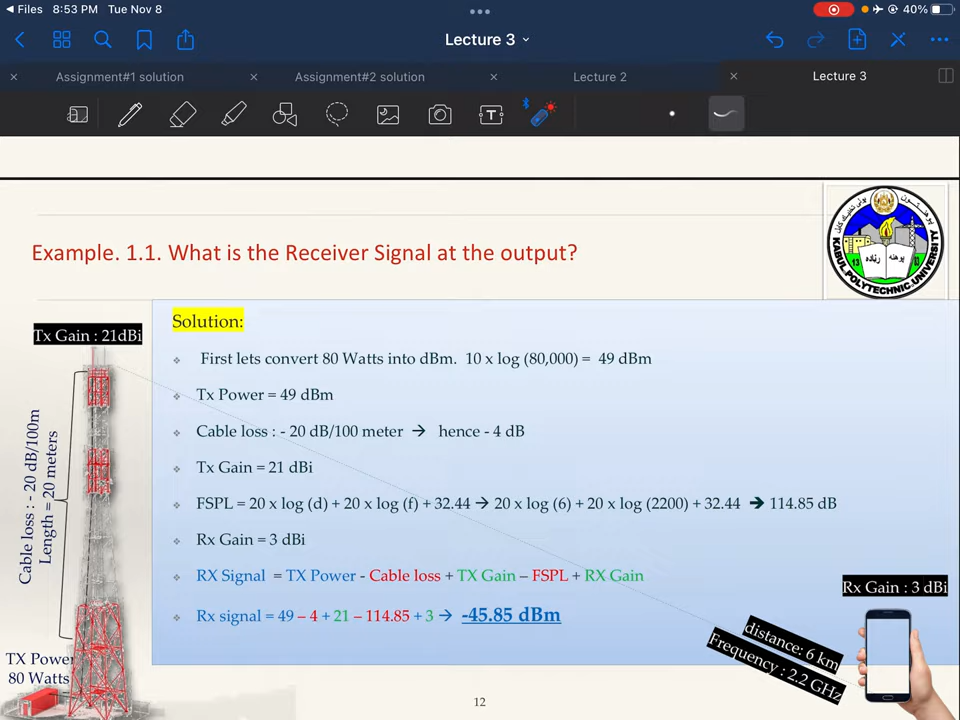 Files 8:53 PM Tue Nov 8
40%
Lecture 3
Assignment#1 solution
Assignment#2 solution
Lecture 2
Lecture 3
Example. 1.1. What is the Receiver Signal at the output?
KABUL POLYTECHNIC UNIVERSITY
Tx Gain : 21dBi
Solution:
First lets convert 80 Watts into dBm. 10 x log (80,000) = 49 dBm
Tx Power = 49 dBm
Cable loss : - 20 dB/100 meter → hence - 4 dB
Tx Gain = 21 dBi
FSPL = 20 x log (d) + 20 x log (f) + 32.44 → 20 x log (6) + 20 x log (2200) + 32.44 → 114.85 dB
Rx Gain = 3 dBi
RX Signal = TX Power - Cable loss + TX Gain – FSPL + RX Gain
Rx signal = 49 – 4 + 21 – 114.85 + 3 → -45.85 dBm
Cable loss : - 20 dB/100m
Length = 20 meters
TX Power
80 Watts
Rx Gain : 3 dBi
distance: 6 km
Frequency : 2.2 GHz
12